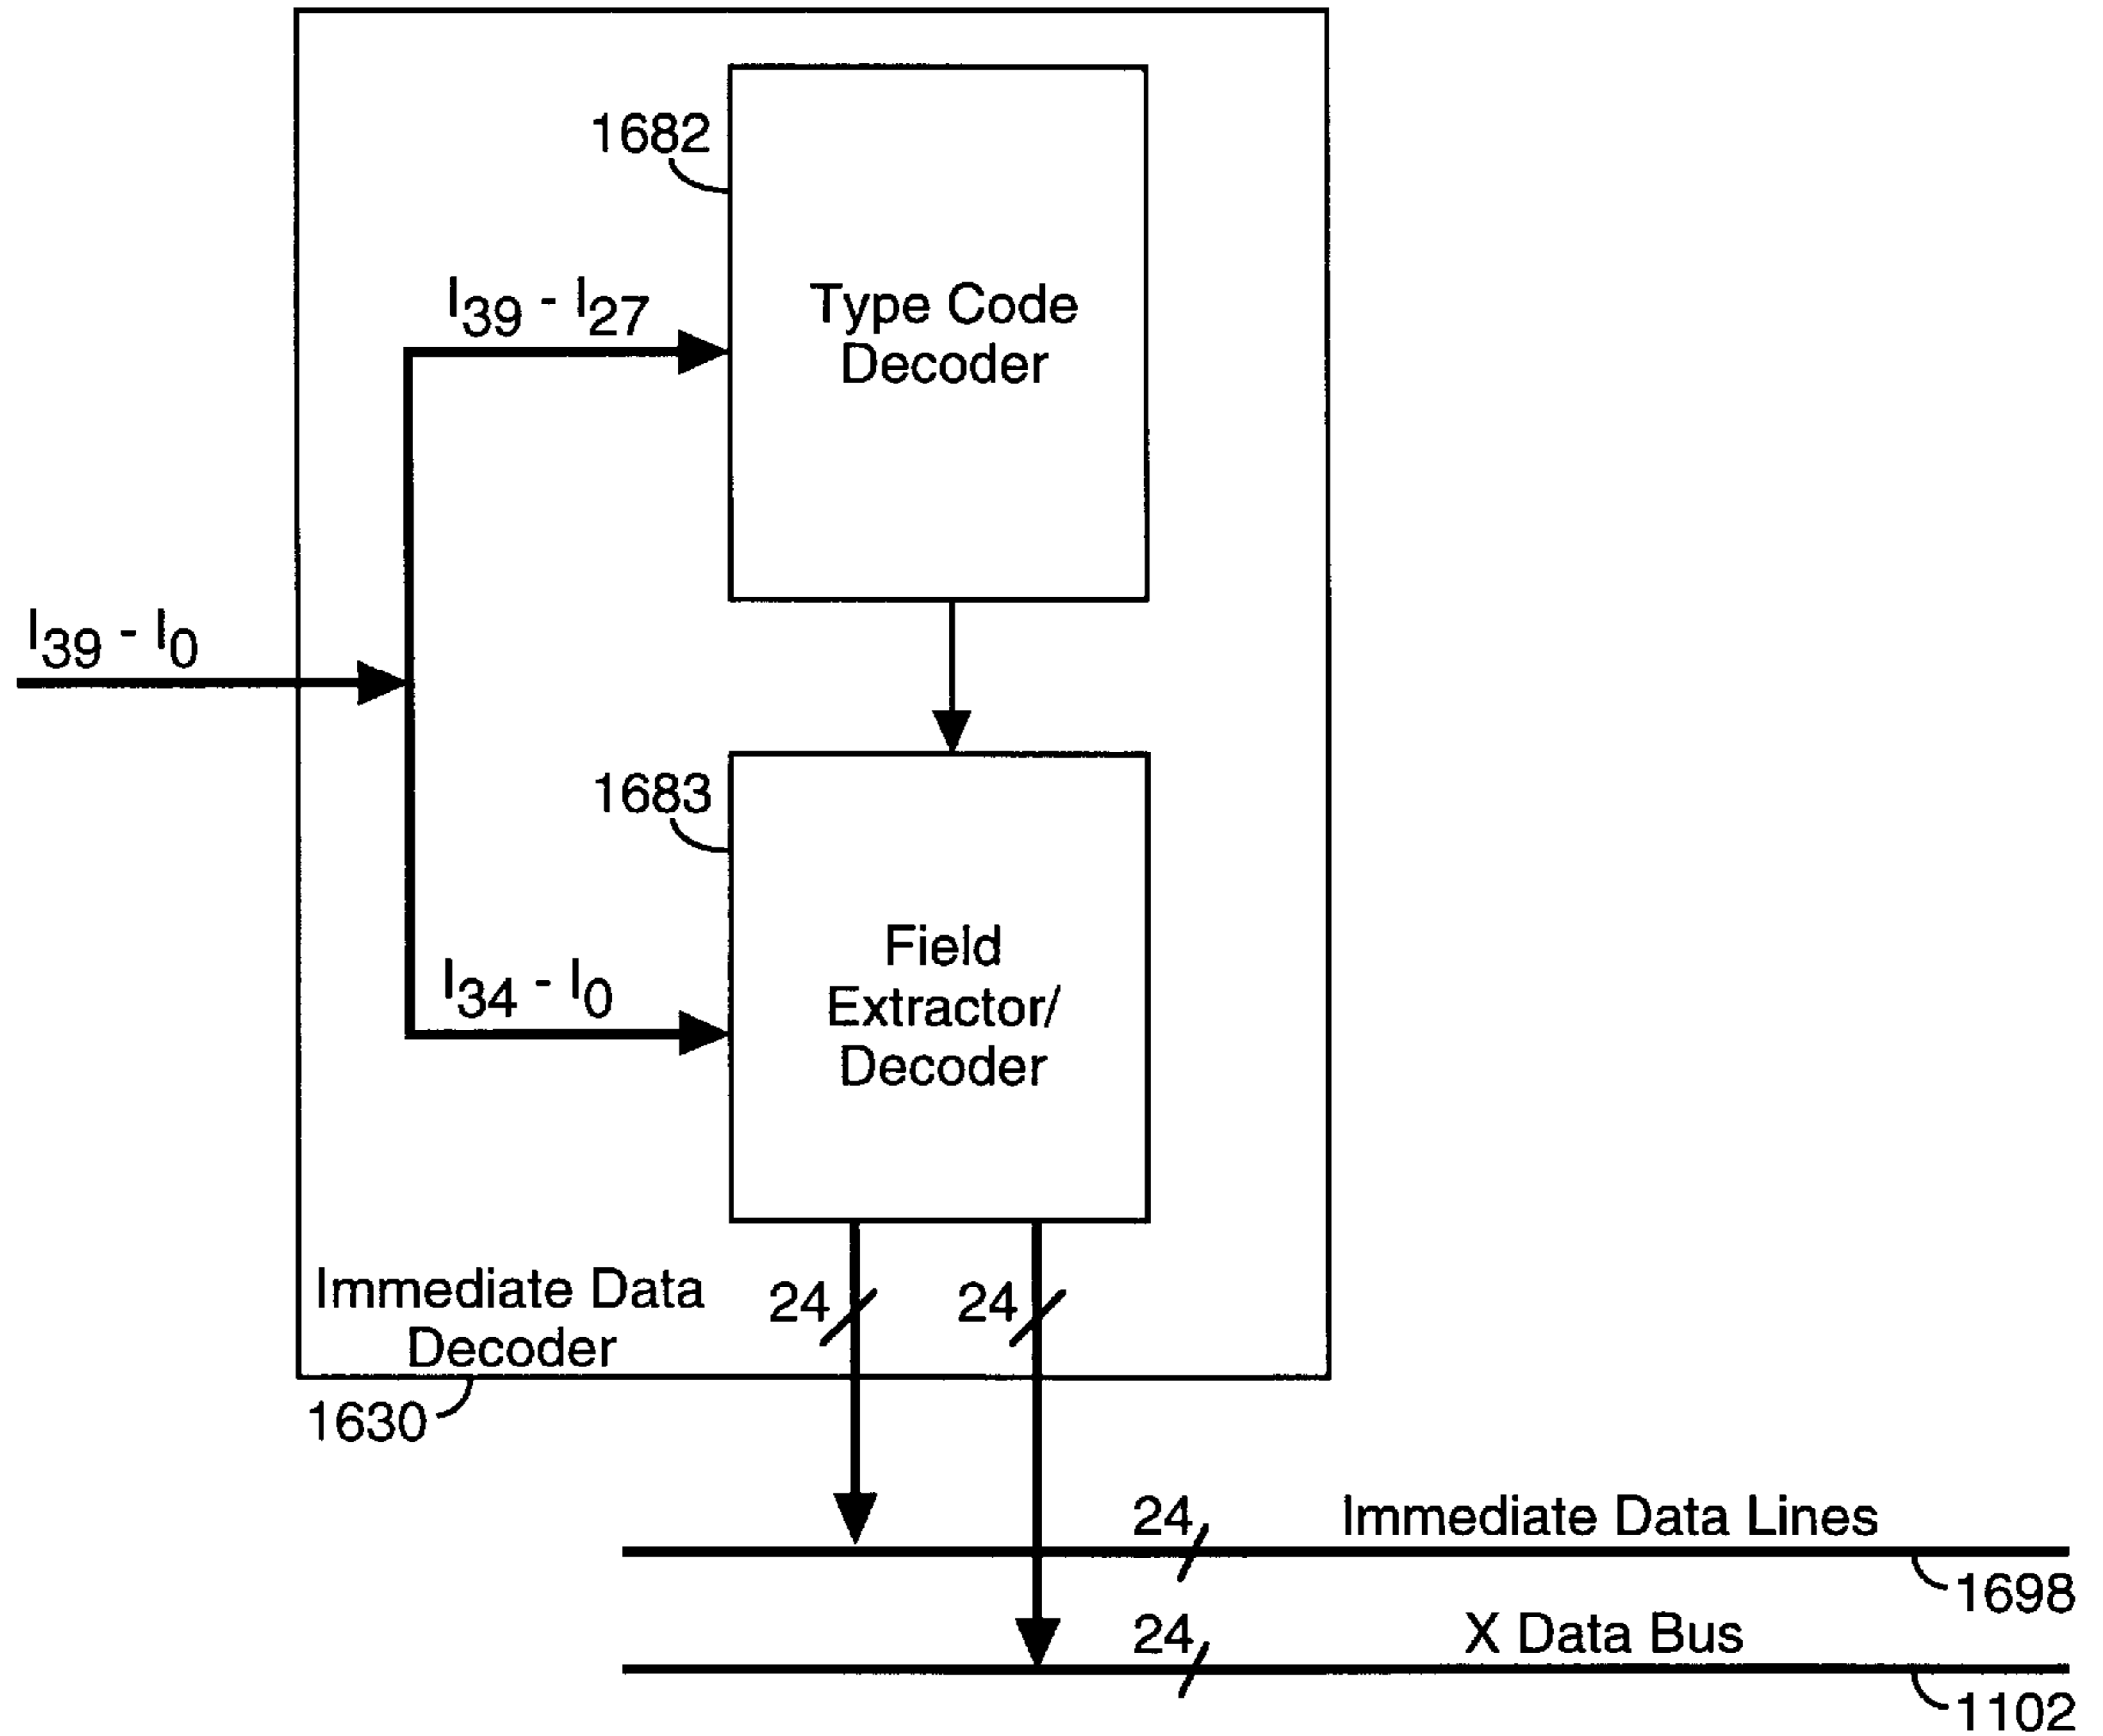 1682
I39 - I27
Type Code
Decoder
I39 - I0
1683
I34 - I0
Field
Extractor/
Decoder
24
24
Immediate Data
Decoder
1630
24
Immediate Data Lines
1698
24
X Data Bus
1102